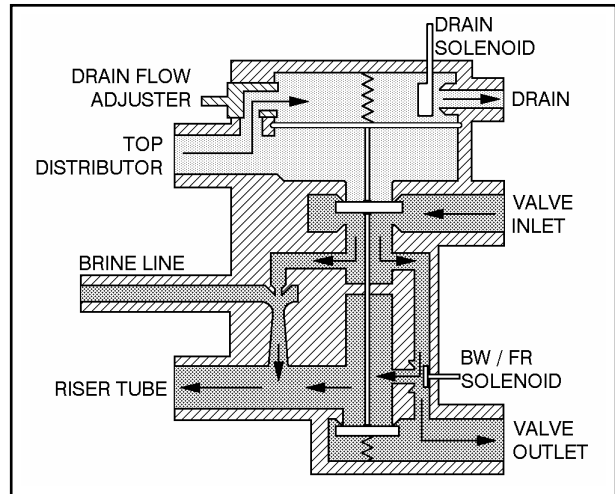 DRAIN
SOLENOID
DRAIN FLOW
ADJUSTER
DRAIN
TOP
DISTRIBUTOR
VALVE
INLET
BRINE LINE
BW / FR
SOLENOID
RISER TUBE
VALVE
OUTLET